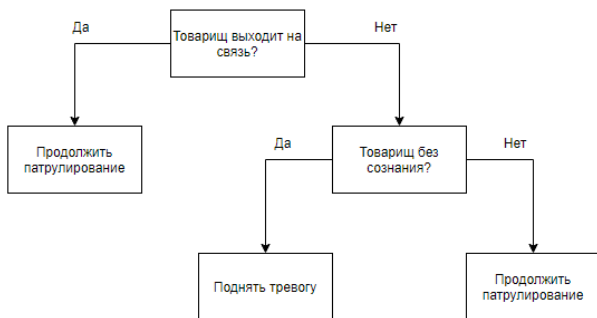 Да
Товарищ выходит на
связь?
Нет
Продолжить
патрулирование
Да
Товарищ без
сознания?
Нет
Поднять тревогу
Продолжить
патрулирование